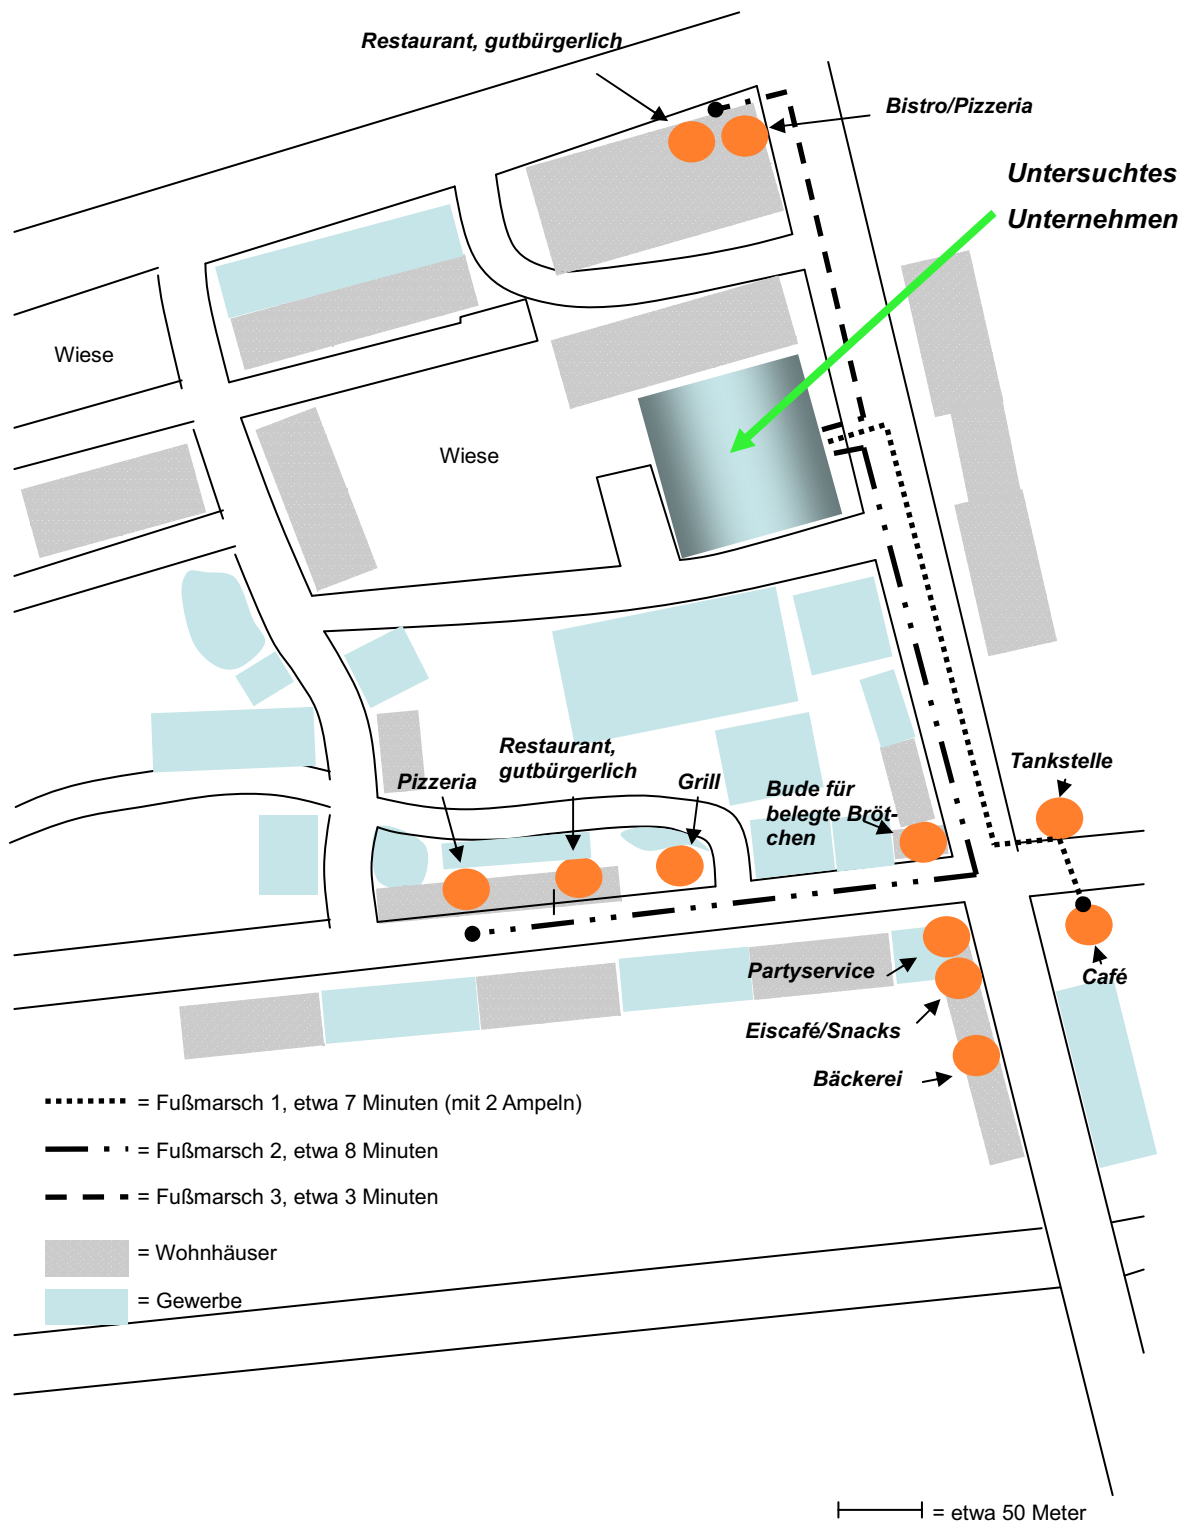 Restaurant, gutbürgerlich
Bistro/Pizzeria
Untersuchtes
Unternehmen
Wiese
Wiese
Restaurant,
gutbürgerlich
Pizzeria
Grill
Bude für
belegte Bröt-
chen
Tankstelle
Partyservice
Café
Eiscafé/Snacks
Bäckerei
= Fußmarsch 1, etwa 7 Minuten (mit 2 Ampeln)
= Fußmarsch 2, etwa 8 Minuten
= Fußmarsch 3, etwa 3 Minuten
= Wohnhäuser
= Gewerbe
= etwa 50 Meter